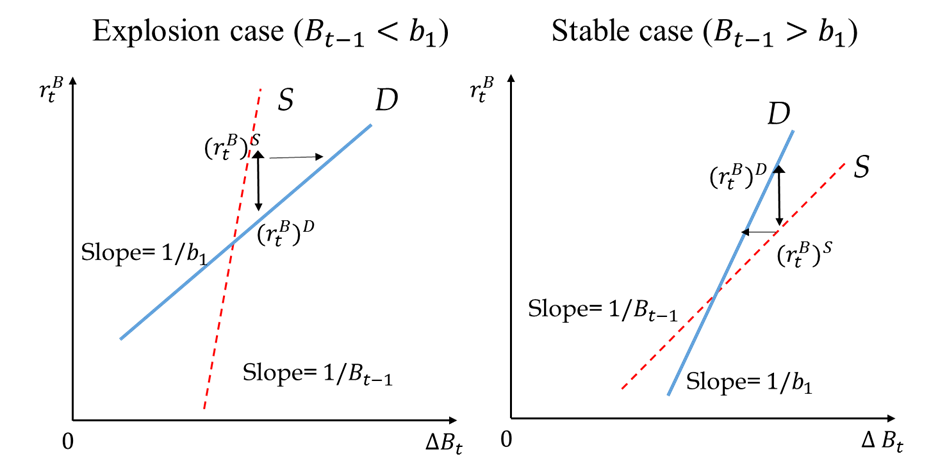 Explosion case (B_{t−1} < b_1)
r_t^B
S
D
(r_t^B)^S
(r_t^B)^D
Slope= 1/b_1
Slope= 1/B_{t−1}
0
ΔB_t
Stable case (B_{t−1} > b_1)
r_t^B
D
S
(r_t^B)^D
(r_t^B)^S
Slope= 1/B_{t−1}
Slope= 1/b_1
0
Δ B_t